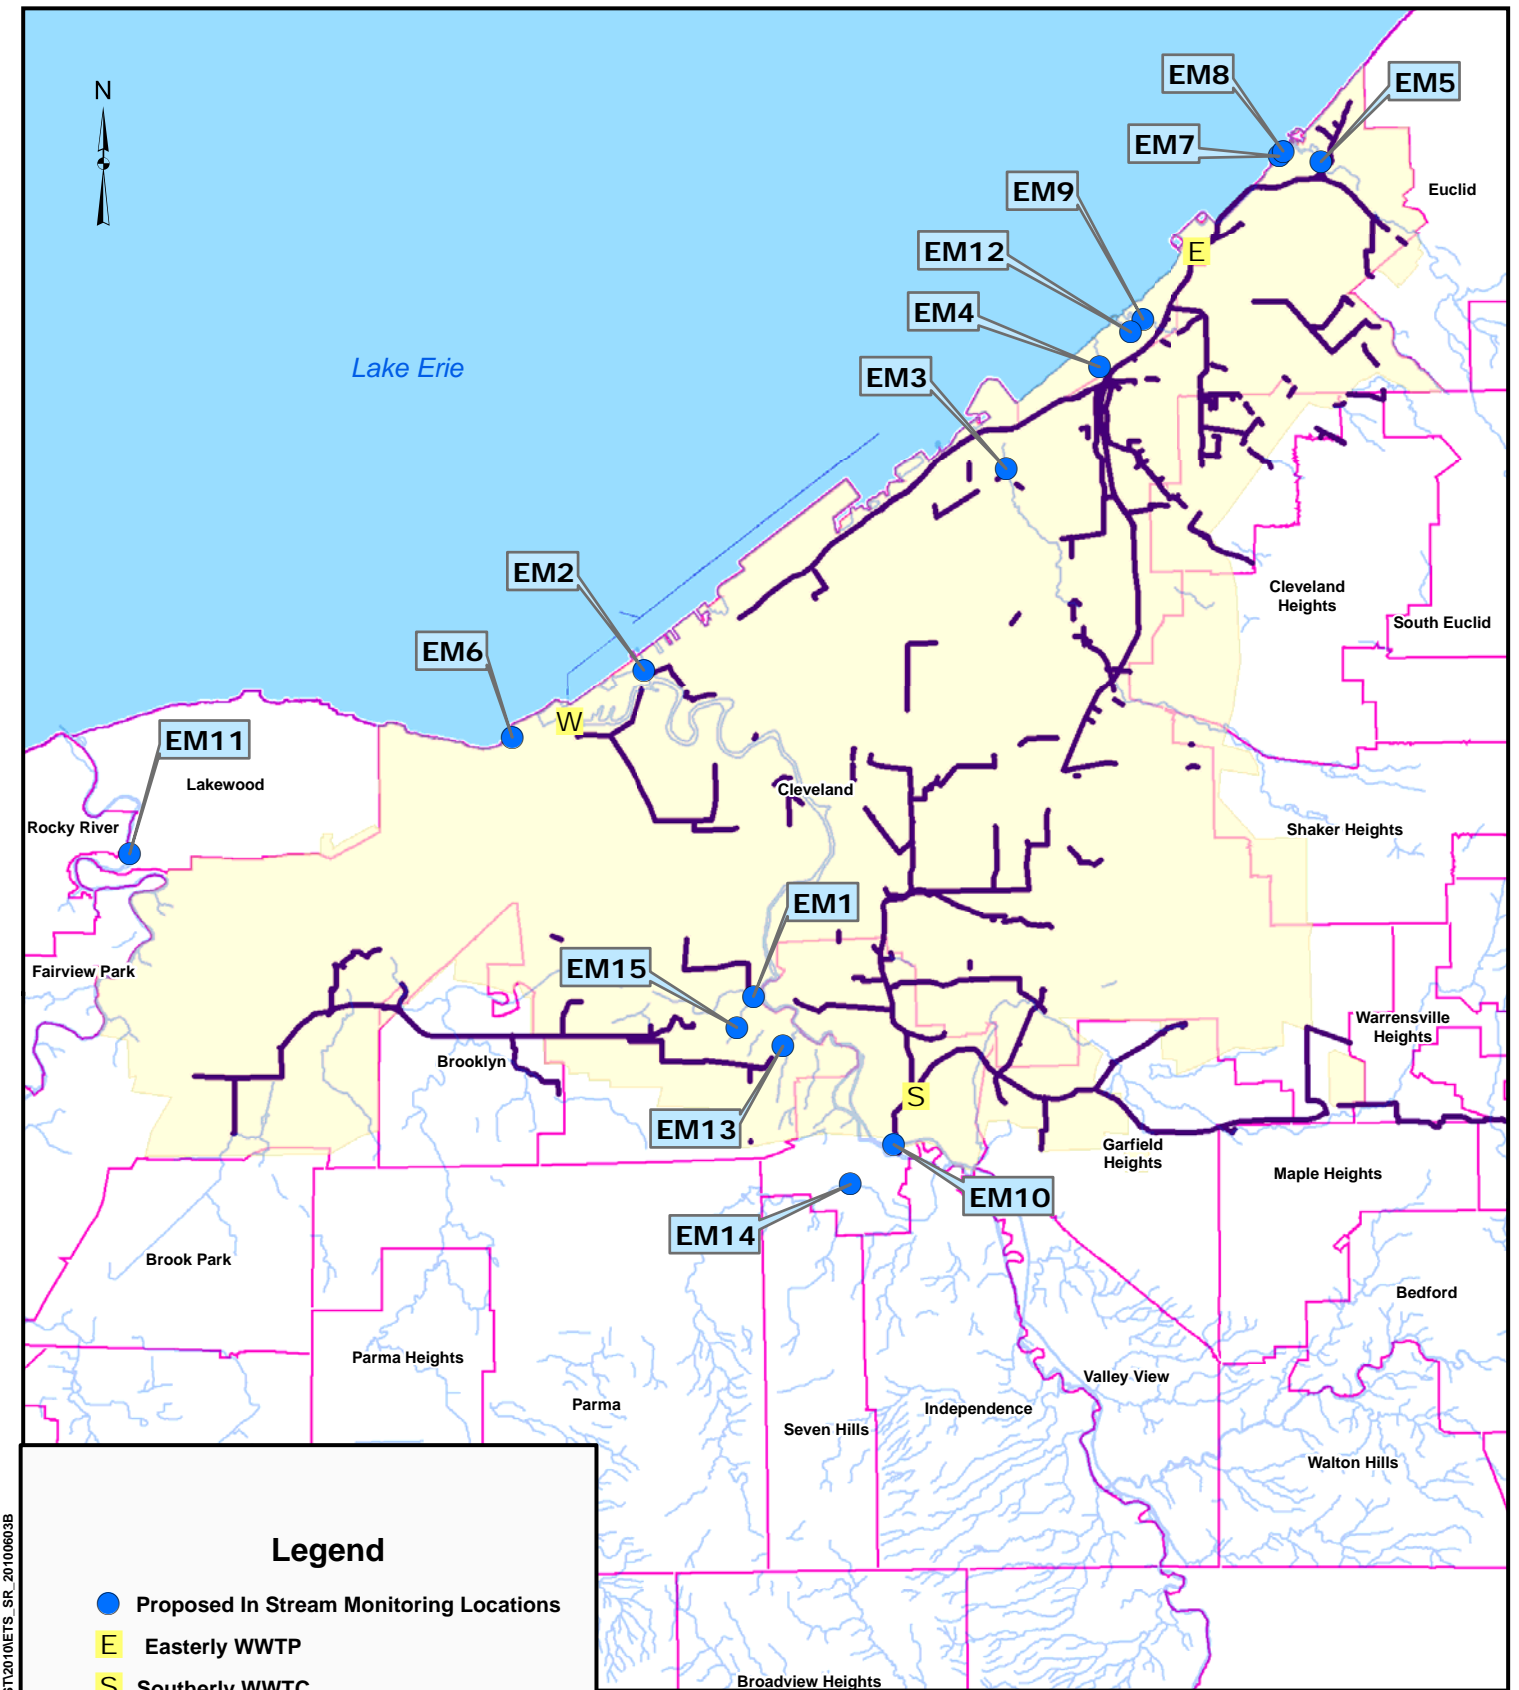 N
EM8
EM5
EM7
EM9
Euclid
EM12
E
EM4
Lake Erie
EM3
EM2
Cleveland
Heights
South Euclid
EM6
W
EM11
Lakewood
Cleveland
Rocky River
Shaker Heights
EM1
EM15
Fairview Park
Warrensville
Heights
Brooklyn
S
EM13
Garfield
Heights
Maple Heights
EM10
EM14
Brook Park
Bedford
Parma Heights
Valley View
Parma
Independence
Seven Hills
Walton Hills
Legend
Proposed In Stream Monitoring Locations
E Easterly WWTP
S Southerly WWTC
Broadview Heights
ST\2010\ETS_SR_20100603B